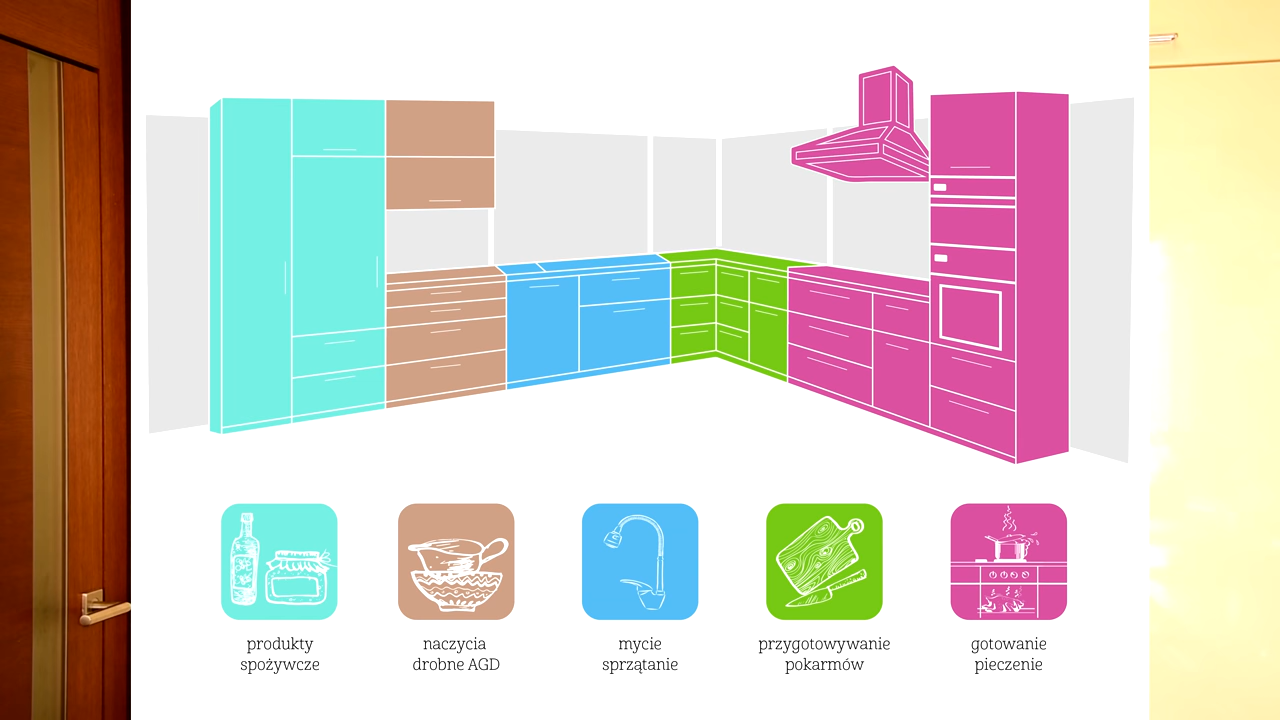 produkty
spożywcze
naczycia
drobne AGD
mycie
sprzątanie
przygotowywanie
pokarmów
gotowanie
pieczenie